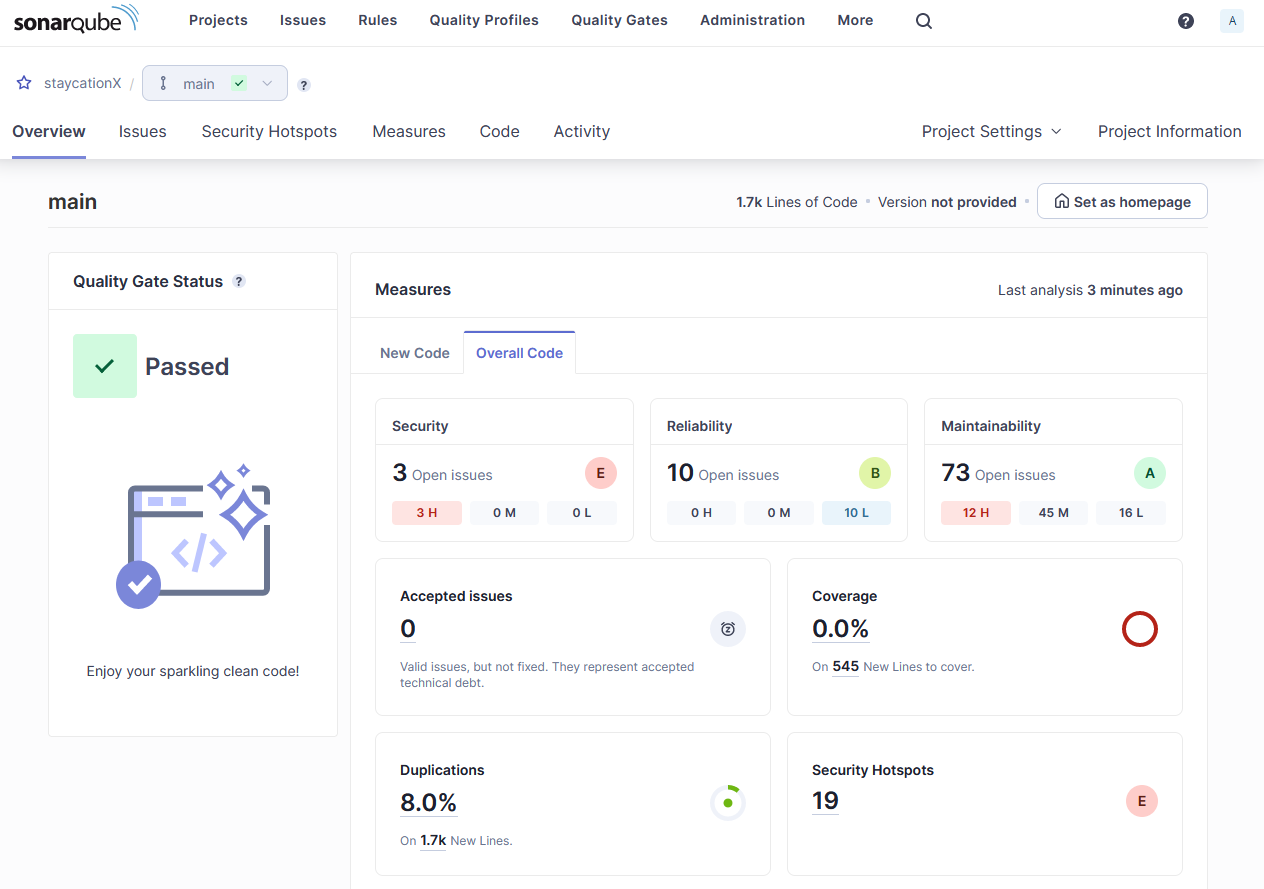 sonarqube Projects Issues Rules Quality Profiles Quality Gates Administration More ? A
staycationX / main ?
Overview Issues Security Hotspots Measures Code Activity Project Settings Project Information
main 1.7k Lines of Code Version not provided Set as homepage
Quality Gate Status ?
Passed
</>
Enjoy your sparkling clean code!
Measures Last analysis 3 minutes ago
New Code Overall Code
Security
3 Open issues E
3 H 0 M 0 L
Reliability
10 Open issues B
0 H 0 M 10 L
Maintainability
73 Open issues A
12 H 45 M 16 L
Accepted issues
0
Valid issues, but not fixed. They represent accepted
technical debt.
Coverage
0.0%
On 545 New Lines to cover.
Duplications
8.0%
On 1.7k New Lines.
Security Hotspots
19 E